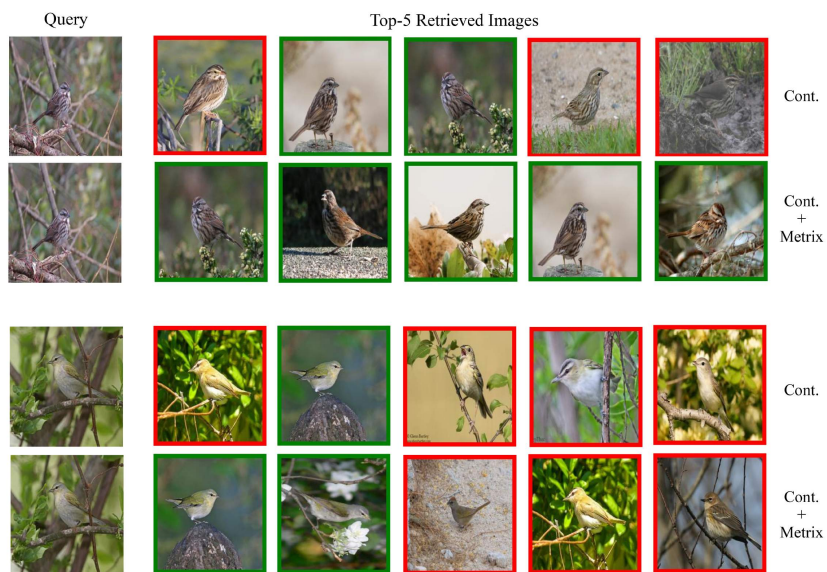 Query
Top-5 Retrieved Images
Cont.
Cont.
+
Metrix
Cont.
Cont.
+
Metrix